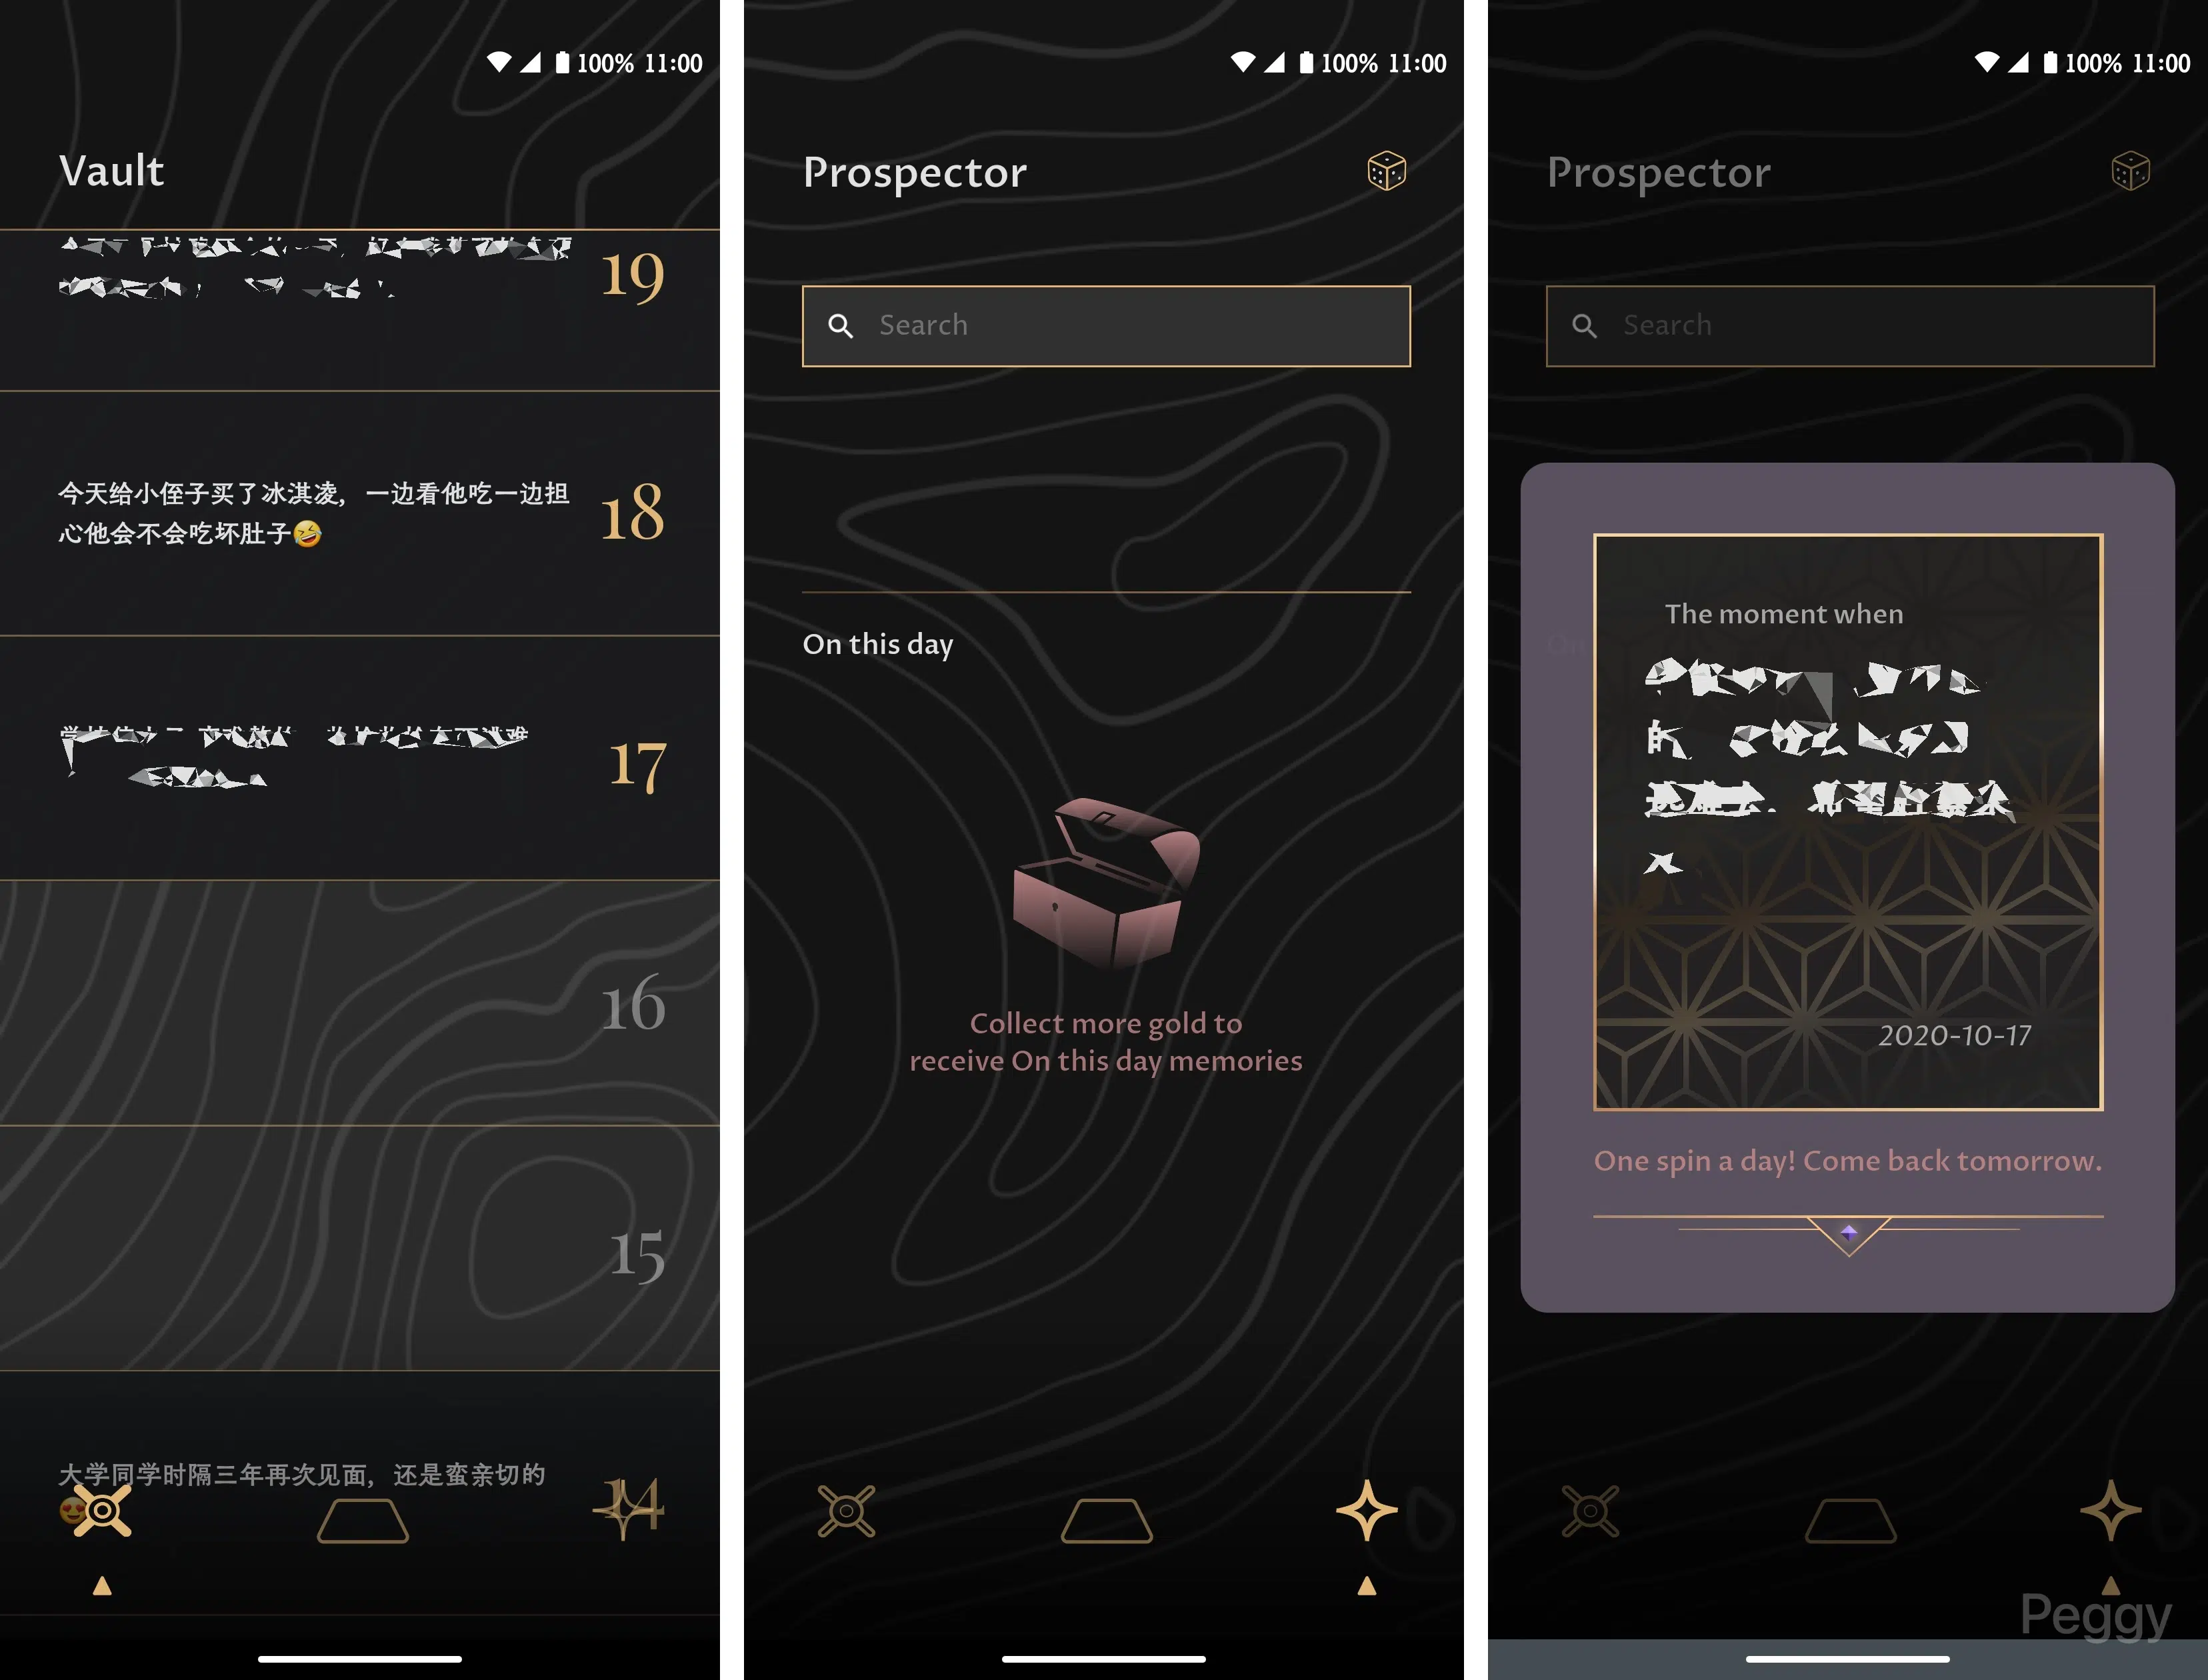 100% 11:00
Vault
19
今天给小侄子买了冰淇凌，一边看他吃一边担
心他会不会吃坏肚子🤣
18
17
16
15
大学同学时隔三年再次见面，还是蛮亲切的
😍
14
100% 11:00
Prospector
Search
On this day
Collect more gold to
receive On this day memories
100% 11:00
Prospector
Search
On
The moment when
2020-10-17
One spin a day! Come back tomorrow.
Peggy